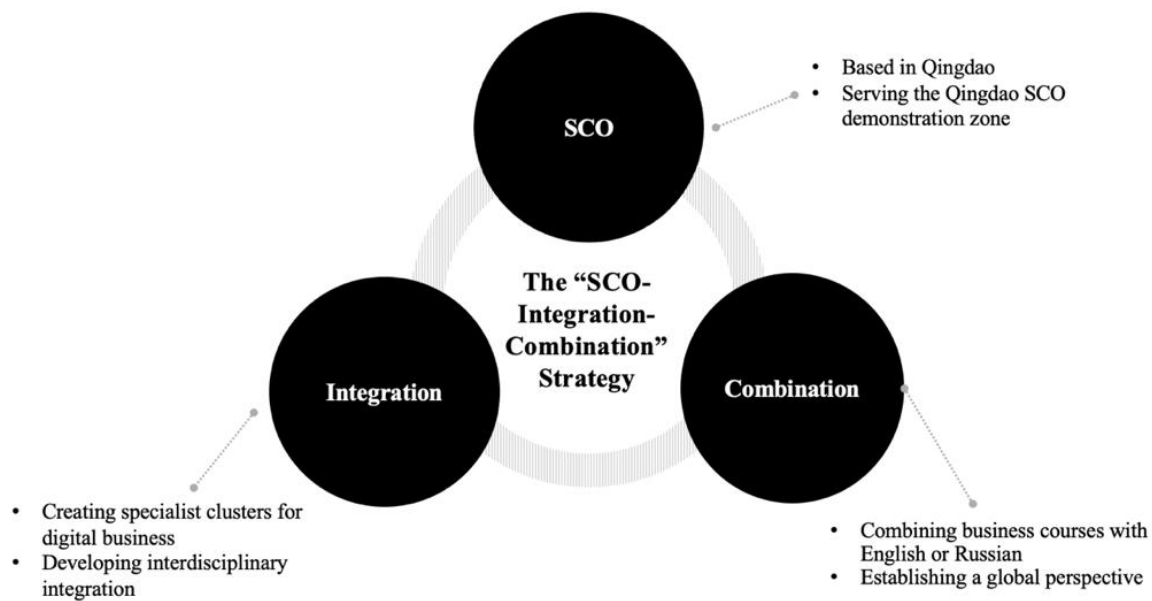 SCO
• Based in Qingdao
• Serving the Qingdao SCO
demonstration zone
The “SCO-
Integration-
Combination”
Strategy
Integration
Combination
• Creating specialist clusters for
digital business
• Developing interdisciplinary
integration
• Combining business courses with
English or Russian
• Establishing a global perspective